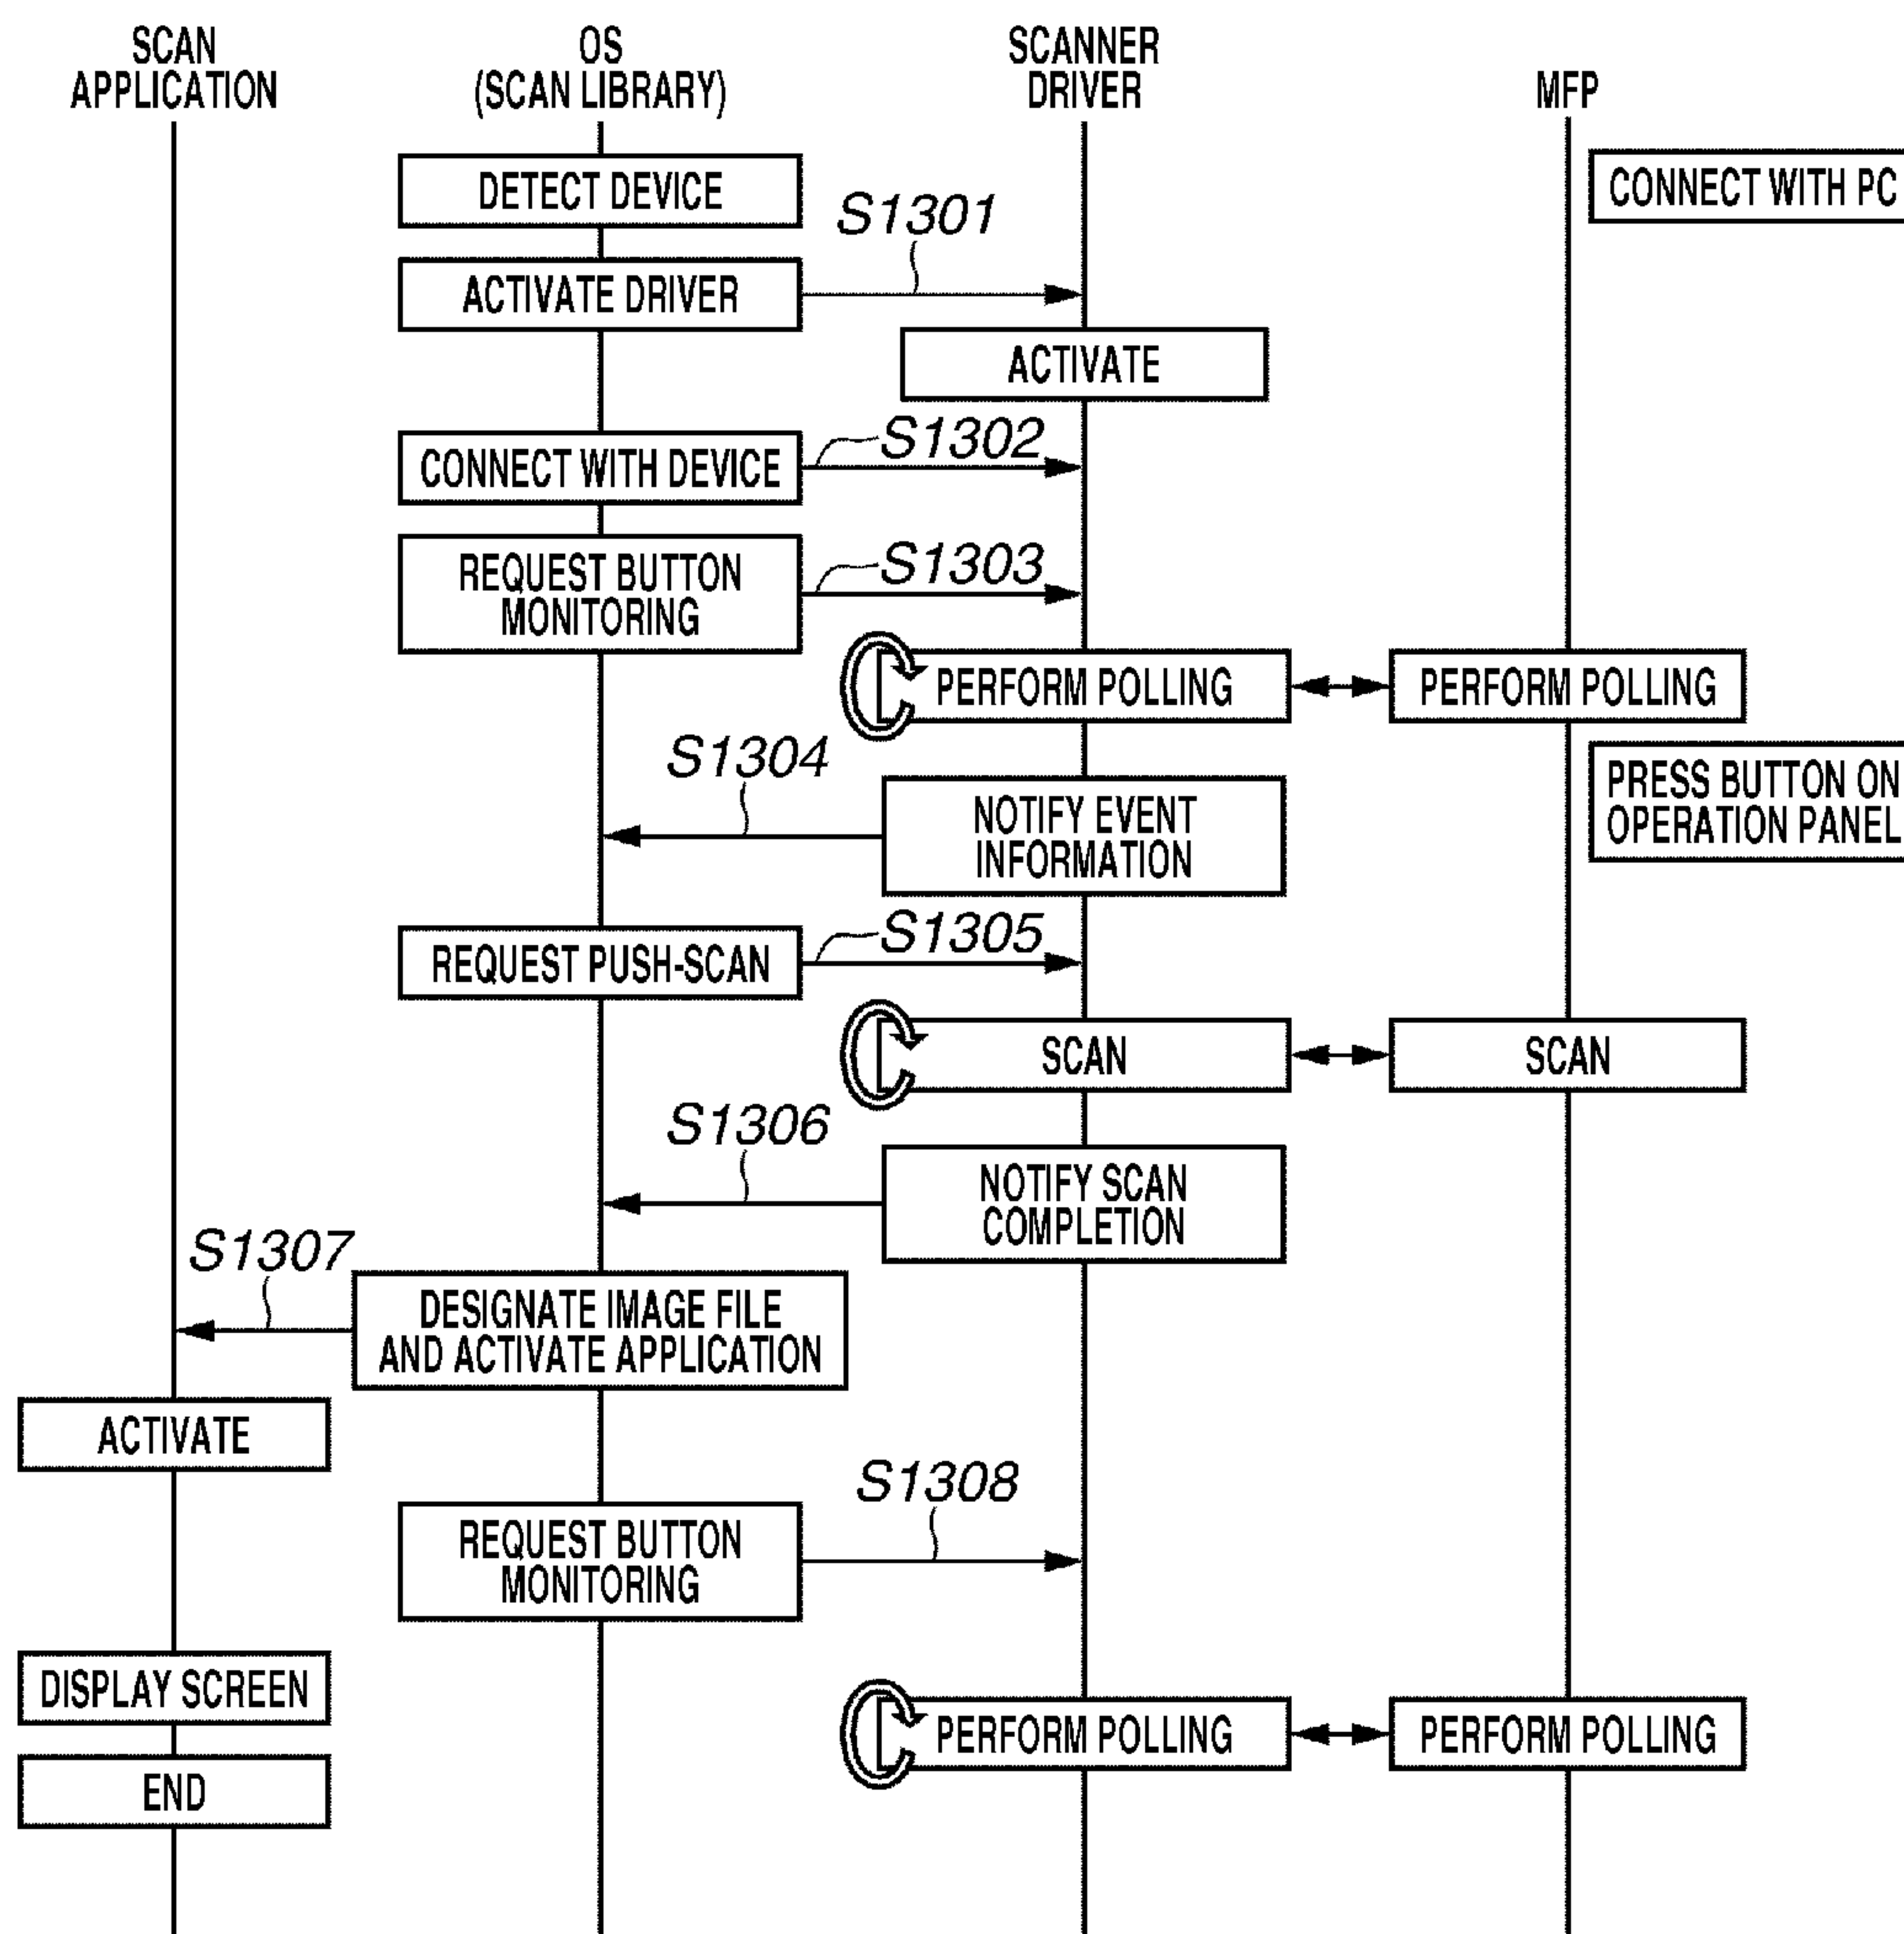 SCAN
APPLICATION
OS
(SCAN LIBRARY)
SCANNER
DRIVER
MFP
DETECT DEVICE
CONNECT WITH PC
S1301
ACTIVATE DRIVER
ACTIVATE
S1302
CONNECT WITH DEVICE
S1303
REQUEST BUTTON
MONITORING
PERFORM POLLING
PERFORM POLLING
S1304
PRESS BUTTON ON
OPERATION PANEL
NOTIFY EVENT
INFORMATION
S1305
REQUEST PUSH-SCAN
SCAN
SCAN
S1306
NOTIFY SCAN
COMPLETION
S1307
DESIGNATE IMAGE FILE
AND ACTIVATE APPLICATION
ACTIVATE
S1308
REQUEST BUTTON
MONITORING
DISPLAY SCREEN
PERFORM POLLING
PERFORM POLLING
END